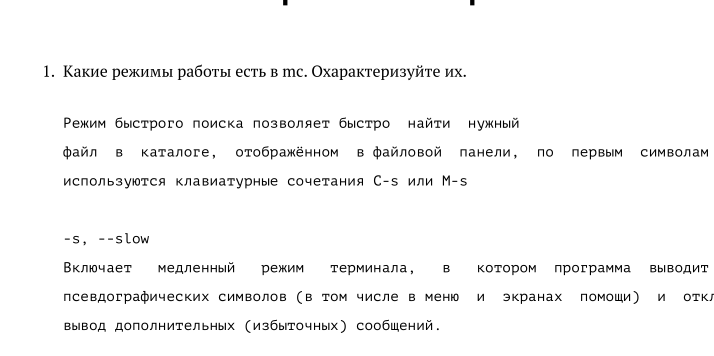 1. Какие режимы работы есть в mc. Охарактеризуйте их.
Режим быстрого поиска позволяет быстро найти нужный
файл в каталоге, отображённом в файловой панели, по первым символам
используются клавиатурные сочетания C-s или M-s
-s, --slow
Включает медленный режим терминала, в котором программа выводит
псевдографических символов (в том числе в меню и экранах помощи) и
вывод дополнительных (избыточных) сообщений.